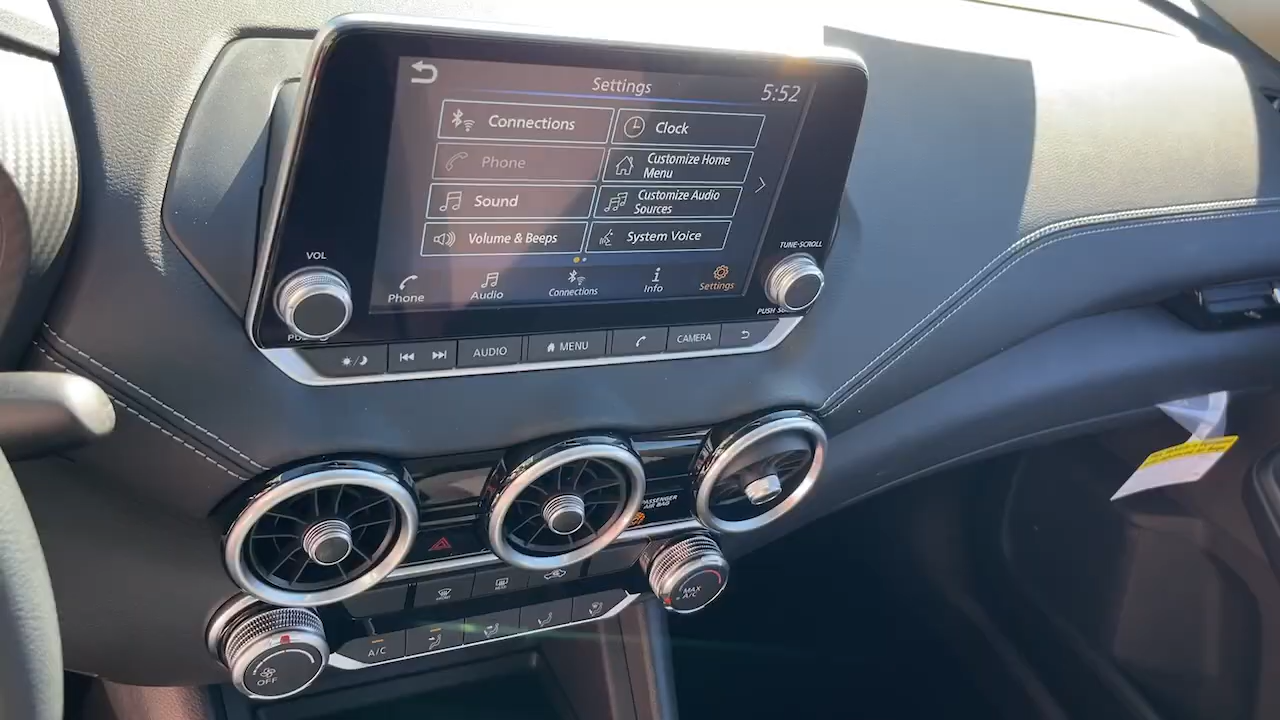 Settings
5:52
Connections
Clock
Phone
Customize Home
Menu
Sound
Customize Audio
Sources
Volume & Beeps
System Voice
Phone
Audio
Connections
Info
Settings
VOL
TUNE·SCROLL
AUDIO
MENU
CAMERA
PASSENGER
AIR BAG
A/C
MAX
A/C
OFF